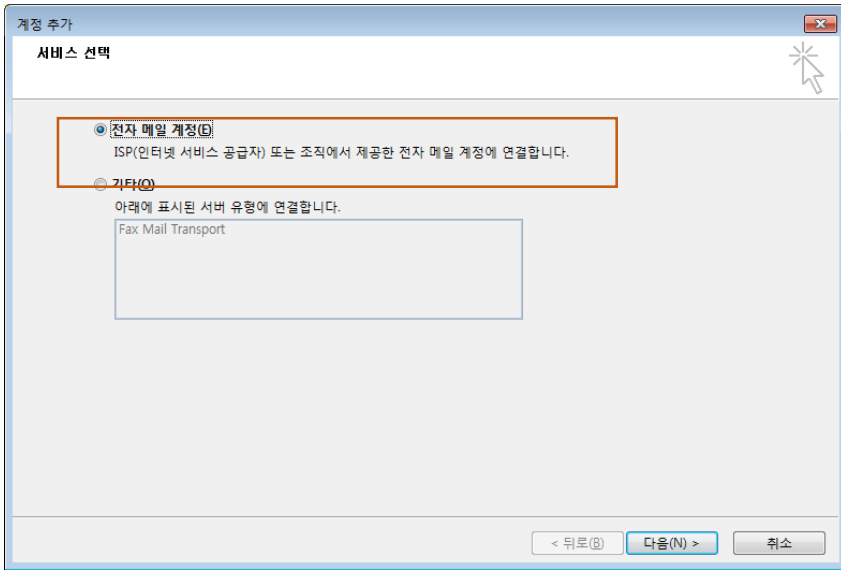 계정 추가
서비스 선택
전자 메일 계정(E)
ISP(인터넷 서비스 공급자) 또는 조직에서 제공한 전자 메일 계정에 연결합니다.
기타(O)
아래에 표시된 서버 유형에 연결합니다.
Fax Mail Transport
< 뒤로(B)
다음(N) >
취소